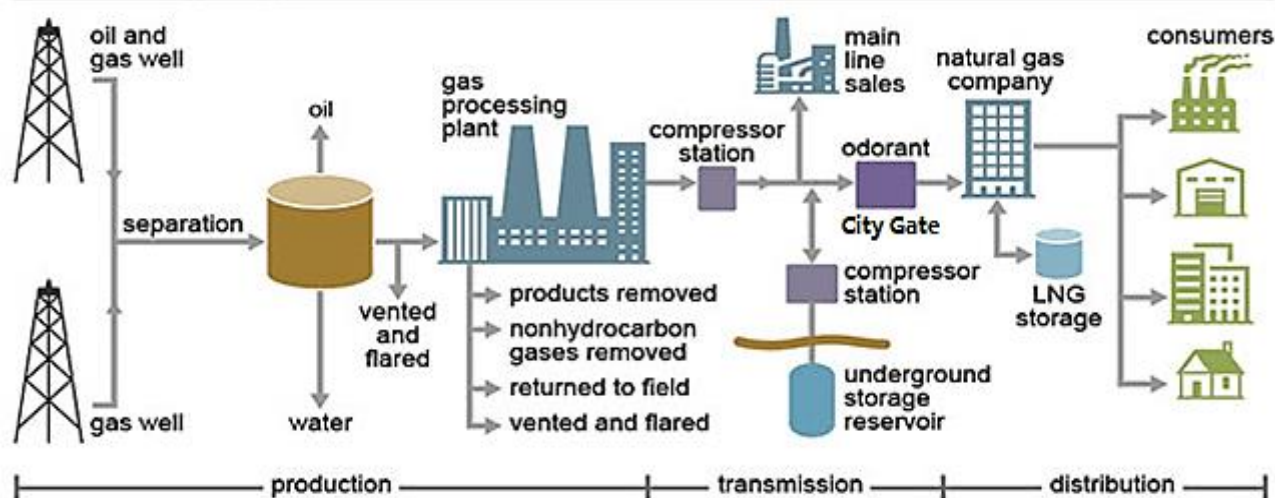 oil and
gas well
separation
gas well
oil
water
vented
and
flared
gas
processing
plant
products removed
nonhydrocarbon
gases removed
returned to field
vented and flared
compressor
station
main
line
sales
odorant
City Gate
compressor
station
underground
storage
reservoir
natural gas
company
LNG
storage
consumers
production
transmission
distribution